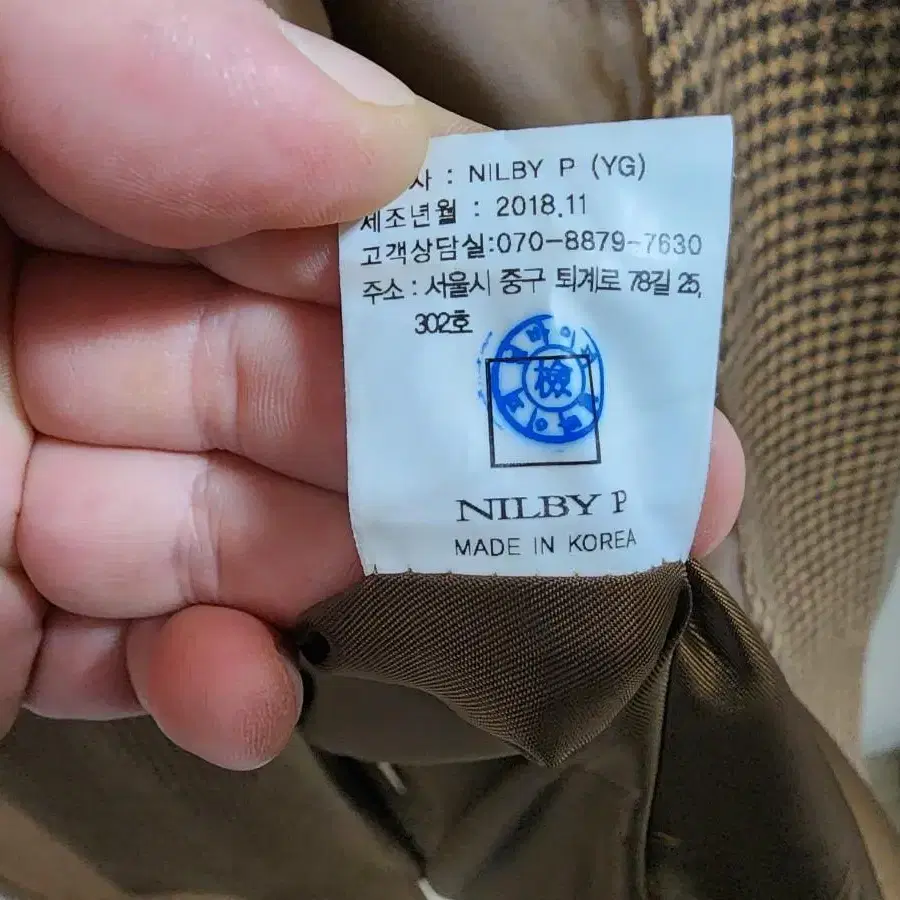 사 : NILBY P (YG)
제조년월 : 2018.11
고객상담실:070-8879-7630
주소 : 서울시 중구 퇴계로 78길 25,
302호
檢
NILBY P
MADE IN KOREA